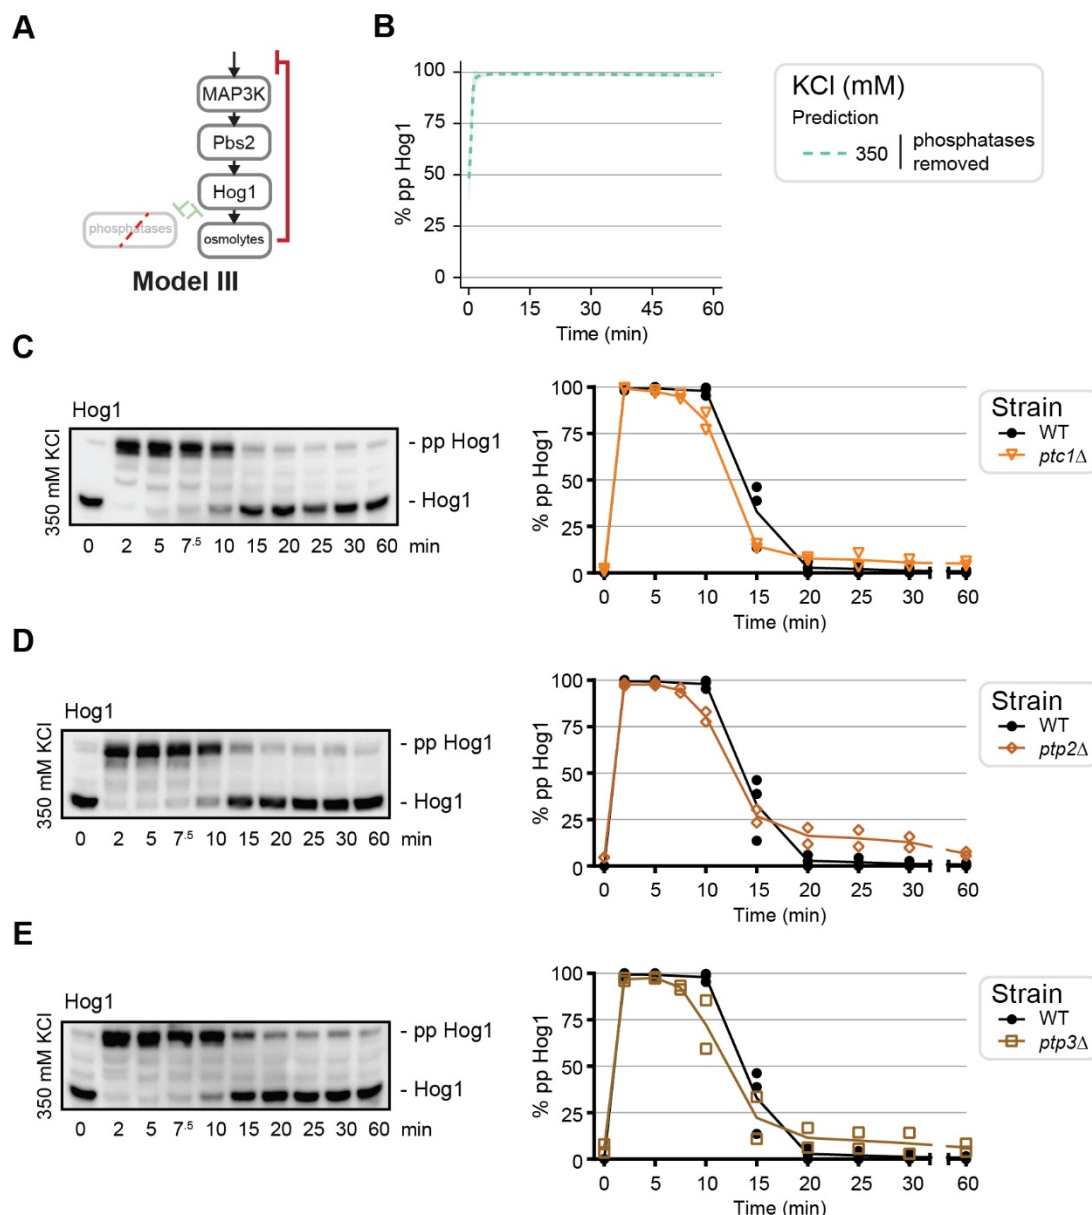 A
MAP3K
Pbs2
Hog1
phosphatases
osmolytes
Model III
B
% pp Hog1
100
75
50
25
0
0 15 30 45 60
Time (min)
KCl (mM)
Prediction
350 phosphatases removed
C
Hog1
350 mM KCl
- pp Hog1
- Hog1
0 2 5 7.5 10 15 20 25 30 60 min
% pp Hog1
100
75
50
25
0
0 5 10 15 20 25 30 60
Time (min)
Strain
WT
ptc1Δ
D
Hog1
350 mM KCl
- pp Hog1
- Hog1
0 2 5 7.5 10 15 20 25 30 60 min
% pp Hog1
100
75
50
25
0
0 5 10 15 20 25 30 60
Time (min)
Strain
WT
ptp2Δ
E
Hog1
350 mM KCl
- pp Hog1
- Hog1
0 2 5 7.5 10 15 20 25 30 60 min
% pp Hog1
100
75
50
25
0
0 5 10 15 20 25 30 60
Time (min)
Strain
WT
ptp3Δ